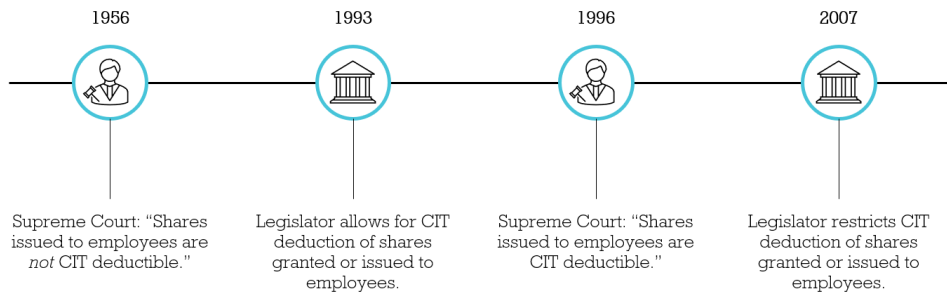 1956
1993
1996
2007
Supreme Court: “Shares
issued to employees are
not CIT deductible.”
Legislator allows for CIT
deduction of shares
granted or issued to
employees.
Supreme Court: “Shares
issued to employees are
CIT deductible.”
Legislator restricts CIT
deduction of shares
granted or issued to
employees.